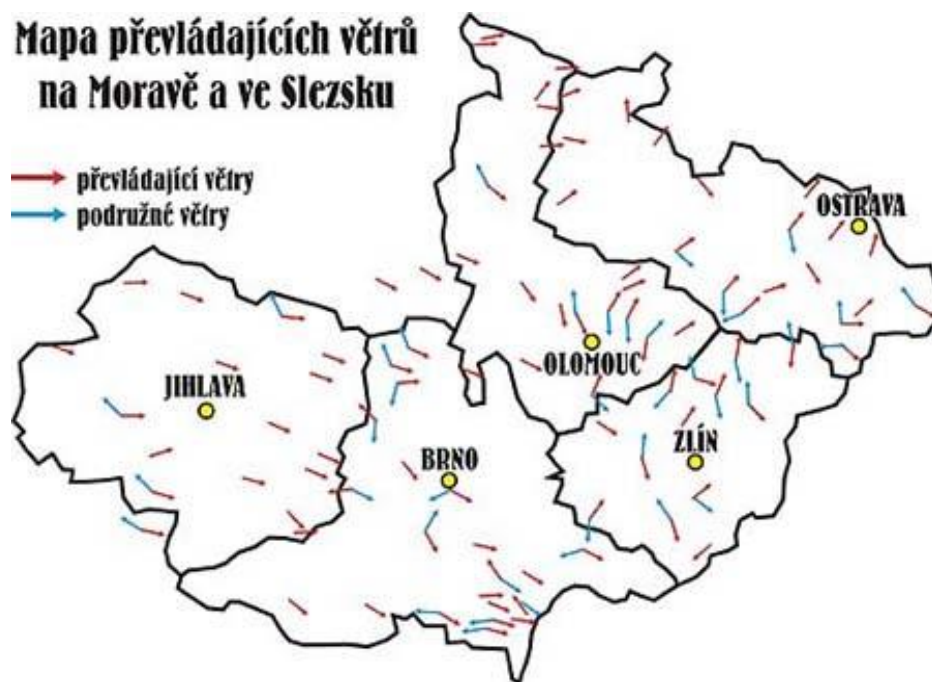 Mapa převládajících větrů
na Moravě a ve Slezsku
převládající větry
podružné větry
OSTRAVA
OLOMOUC
JIHLAVA
BRNO
ZLÍN